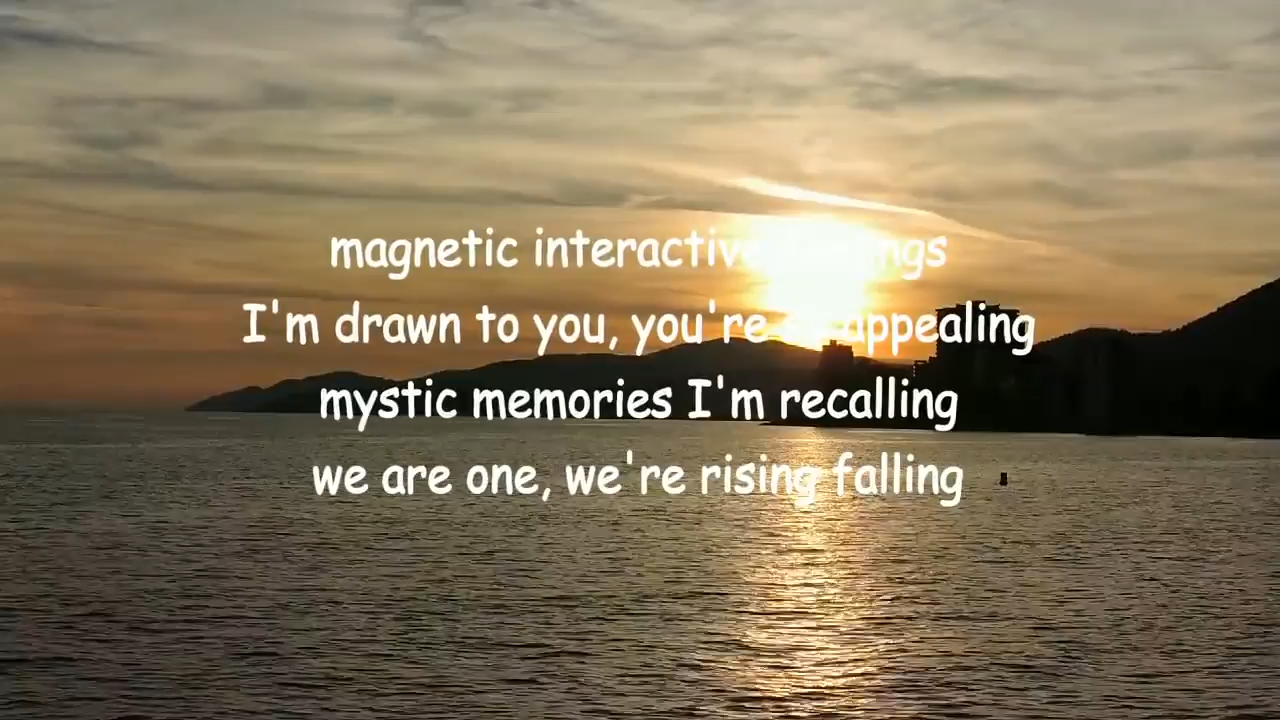 magnetic interactive
I'm drawn to you, you're appealing
mystic memories I'm recalling
we are one, we're rising falling